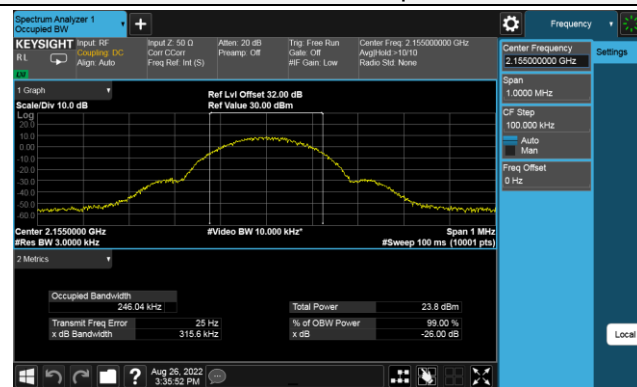 Spectrum Analyzer 1
Occupied BW
Frequency
KEYSIGHT
Input: RF
Coupling: DC
Align: Auto
Input Z: 50 Ω
Corr CCorr
Freq Ref: Int (S)
Atten: 20 dB
Preamp: Off
Trig: Free Run
Gate: Off
#IF Gain: Low
Center Freq: 2.155000000 GHz
Avg|Hold:>10/10
Radio Std: None
RL
1 Graph
Scale/Div 10.0 dB
Ref Lvl Offset 32.00 dB
Ref Value 30.00 dBm
Log
20.0
10.0
0.00
-10.0
-20.0
-30.0
-40.0
-50.0
-60.0
Center 2.1550000 GHz
#Res BW 3.0000 kHz
#Video BW 10.000 kHz*
Span 1 MHz
#Sweep 100 ms (10001 pts)
2 Metrics
Occupied Bandwidth
246.04 kHz
Total Power 23.8 dBm
Transmit Freq Error 25 Hz
% of OBW Power 99.00 %
x dB Bandwidth 315.6 kHz
x dB -26.00 dB
Aug 26, 2022
3:35:52 PM
Center Frequency
2.155000000 GHz
Settings
Span
1.0000 MHz
CF Step
100.000 kHz
Auto
Man
Freq Offset
0 Hz
Local